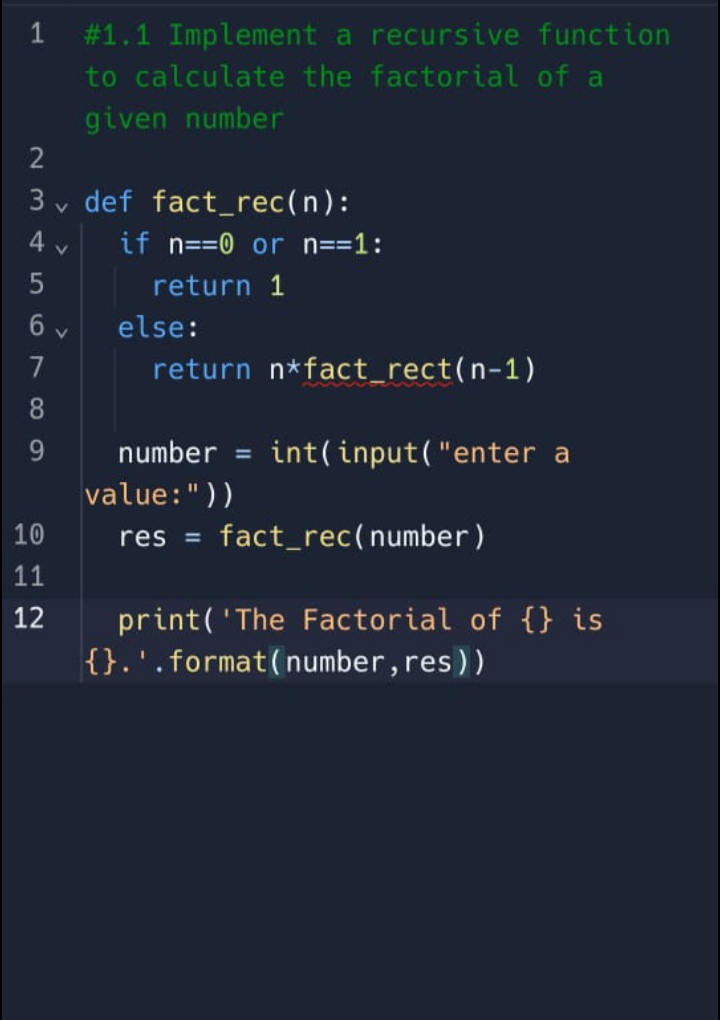 1 #1.1 Implement a recursive function
to calculate the factorial of a
given number
2
3 def fact_rec(n):
4 if n==0 or n==1:
5 return 1
6 else:
7 return n*fact_rect(n-1)
8
9 number = int(input("enter a
value:"))
10 res = fact_rec(number)
11
12 print('The Factorial of {} is
{}.'.format(number,res))